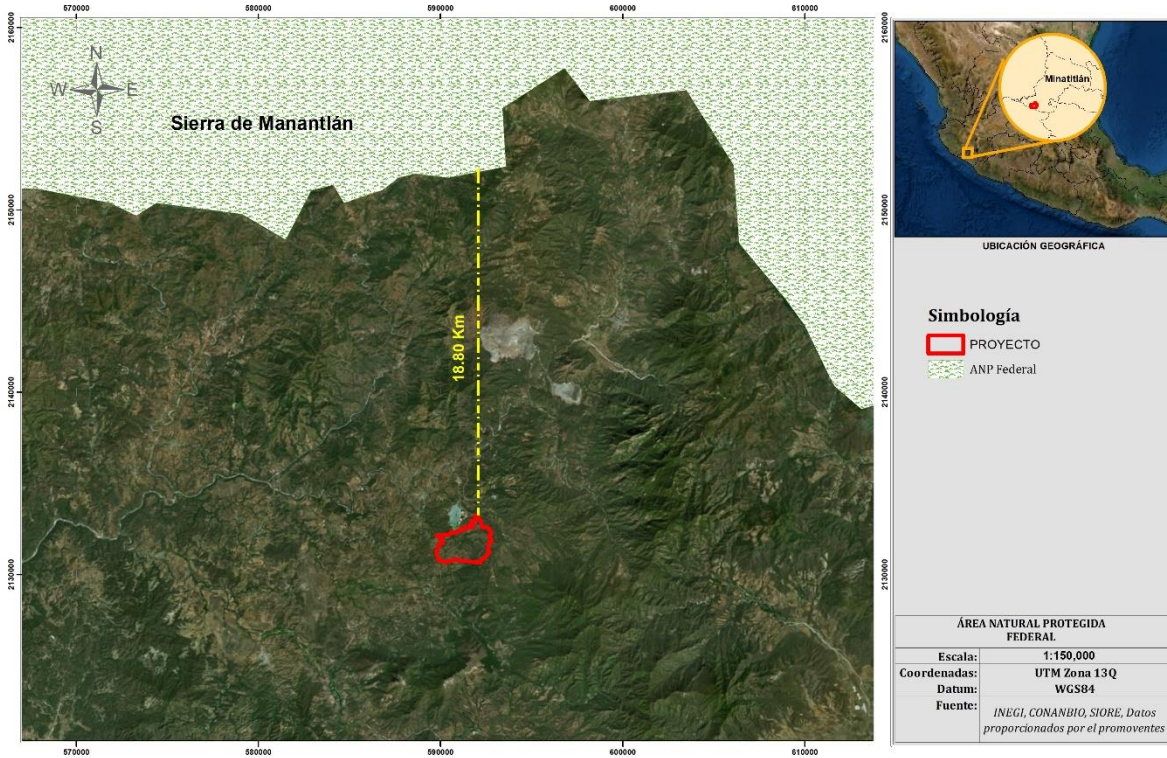 570000 580000 590000 600000 610000
2160000
2150000
2140000
2130000
N
W E
S
Sierra de Manantlán
18.80 Km
2160000
2150000
2140000
2130000
570000 580000 590000 600000 610000
Minatitlán
UBICACIÓN GEOGRÁFICA
Simbología
PROYECTO
ANP Federal
ÁREA NATURAL PROTEGIDA
FEDERAL
Escala: 1:150,000
Coordenadas: UTM Zona 13Q
Datum: WGS84
Fuente: INEGI, CONANBIO, SIORE, Datos
proporcionados por el promoventes